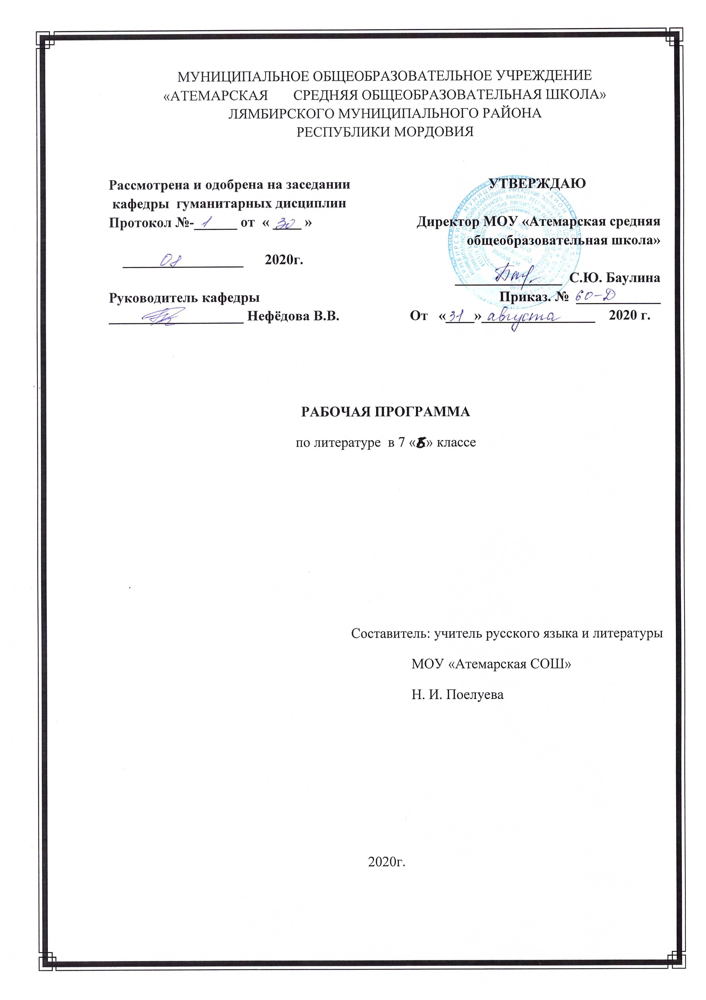 МУНИЦИПАЛЬНОЕ ОБЩЕОБРАЗОВАТЕЛЬНОЕ УЧРЕЖДЕНИЕ
«АТЕМАРСКАЯ СРЕДНЯЯ ОБЩЕОБРАЗОВАТЕЛЬНАЯ ШКОЛА»
ЛЯМБИРСКОГО МУНИЦИПАЛЬНОГО РАЙОНА
РЕСПУБЛИКИ МОРДОВИЯ
Рассмотрена и одобрена на заседании
кафедры гуманитарных дисциплин
Протокол №- 1 от « 30 »
08 2020г.
Руководитель кафедры
Нефёдова В.В.
УТВЕРЖДАЮ
Директор МОУ «Атемарская средняя
общеобразовательная школа»
С.Ю. Баулина
Приказ. № 60-Д
От «31» августа 2020 г.
РАБОЧАЯ ПРОГРАММА
по литературе в 7 «Б» классе
Составитель: учитель русского языка и литературы
МОУ «Атемарская СОШ»
Н. И. Поелуева
2020г.